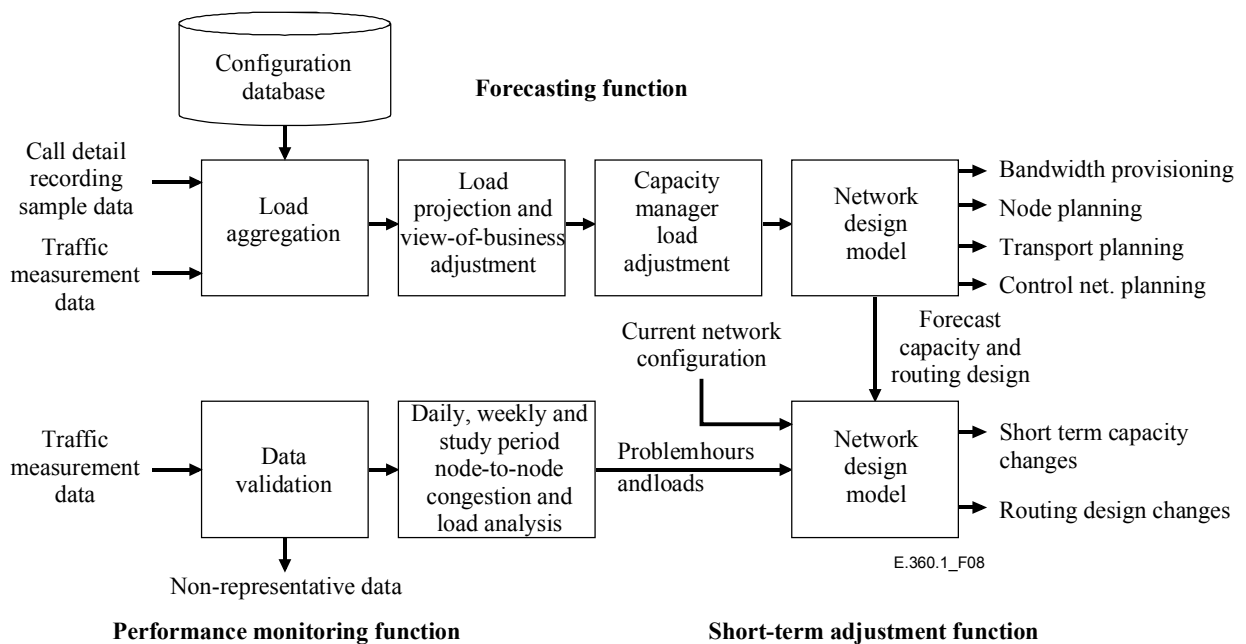 Configuration
database
Forecasting function
Call detail
recording
sample data
Traffic
measurement
data
Load
aggregation
Load
projection and
view-of-business
adjustment
Capacity
manager
load
adjustment
Network
design
model
Bandwidth provisioning
Node planning
Transport planning
Control net. planning
Forecast
capacity and
routing design
Current network
configuration
Traffic
measurement
data
Data
validation
Daily, weekly and
study period
node-to-node
congestion and
load analysis
Problemhours
andloads
Network
design
model
Short term capacity
changes
Routing design changes
E.360.1_F08
Non-representative data
Performance monitoring function
Short-term adjustment function